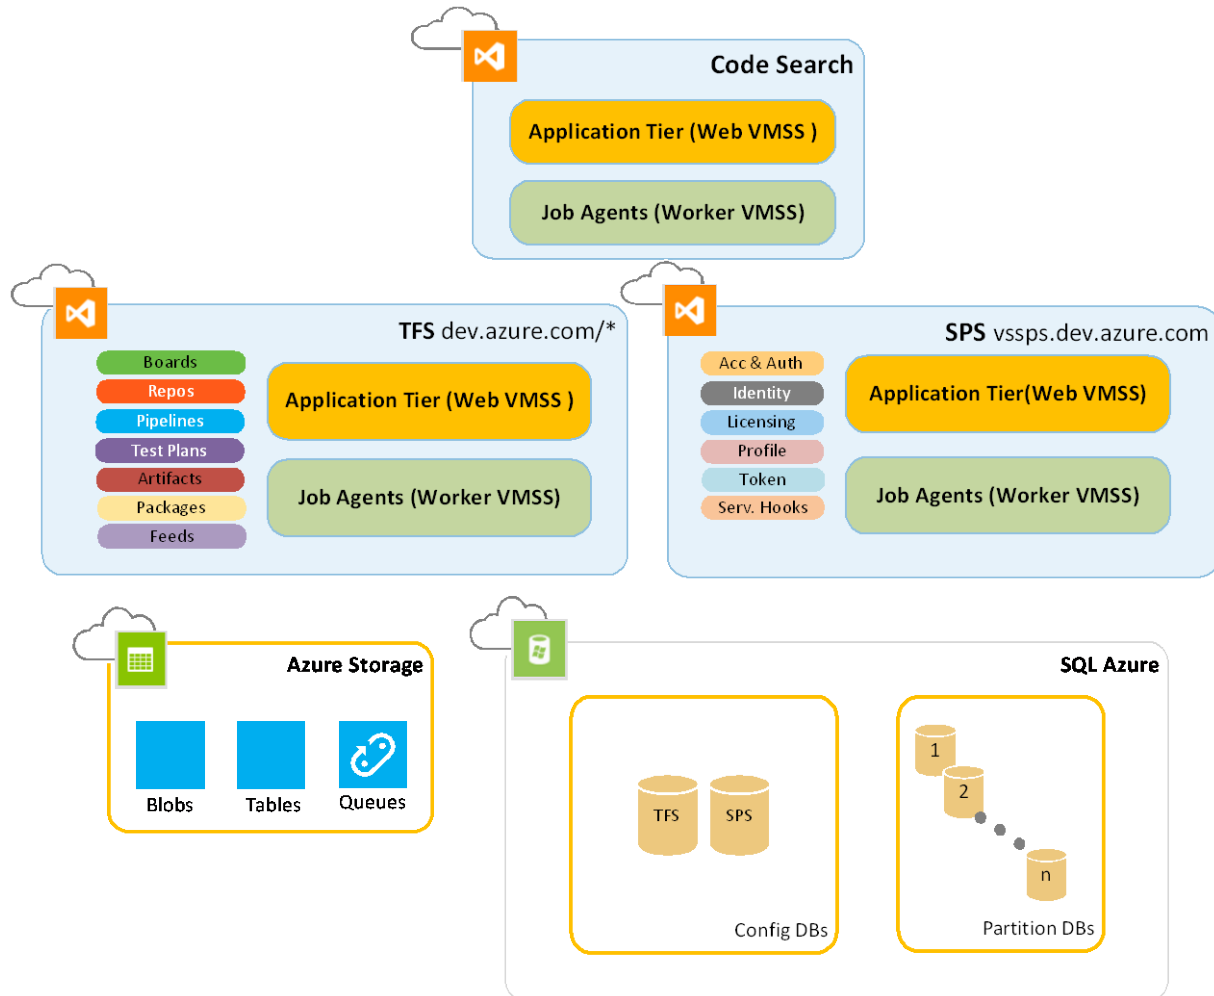 Code Search
Application Tier (Web VMSS )
Job Agents (Worker VMSS)
TFS dev.azure.com/*
Boards
Repos
Pipelines
Test Plans
Artifacts
Packages
Feeds
Application Tier (Web VMSS )
Job Agents (Worker VMSS)
SPS vssps.dev.azure.com
Acc & Auth
Identity
Licensing
Profile
Token
Serv. Hooks
Application Tier(Web VMSS)
Job Agents (Worker VMSS)
Azure Storage
Blobs
Tables
Queues
SQL Azure
TFS
SPS
Config DBs
1
2
n
Partition DBs